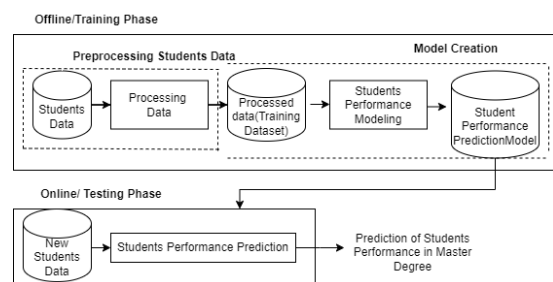 Offline/Training Phase
Preprocessing Students Data
Model Creation
Students
Data
Processing
Data
Processed
data(Training
Dataset)
Students
Performance
Modeling
Student
Performance
PredictionModel
Online/ Testing Phase
New
Students
Data
Students Performance Prediction
Prediction of Students
Performance in Master
Degree